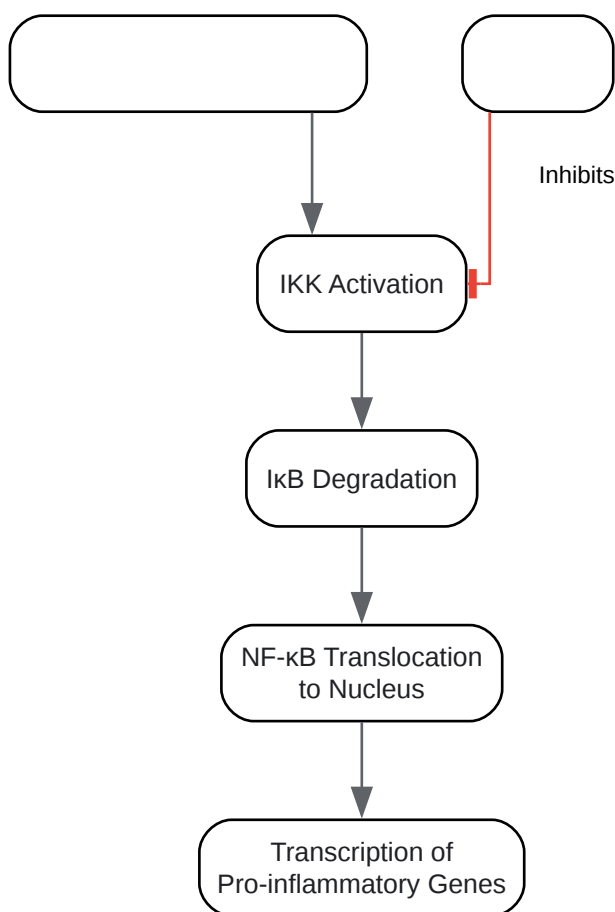 Inhibits
IKK Activation
IκB Degradation
NF-κB Translocation
to Nucleus
Transcription of
Pro-inflammatory Genes